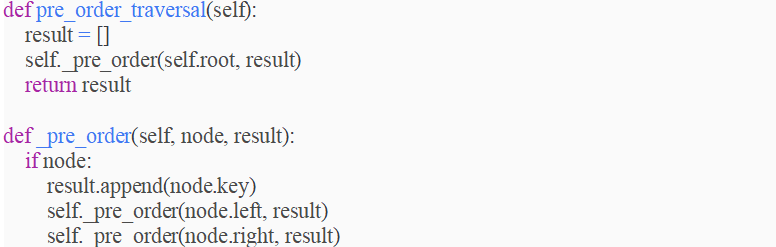 def pre_order_traversal(self):
    result = []
    self._pre_order(self.root, result)
    return result

def _pre_order(self, node, result):
    if node:
        result.append(node.key)
        self._pre_order(node.left, result)
        self._pre_order(node.right, result)